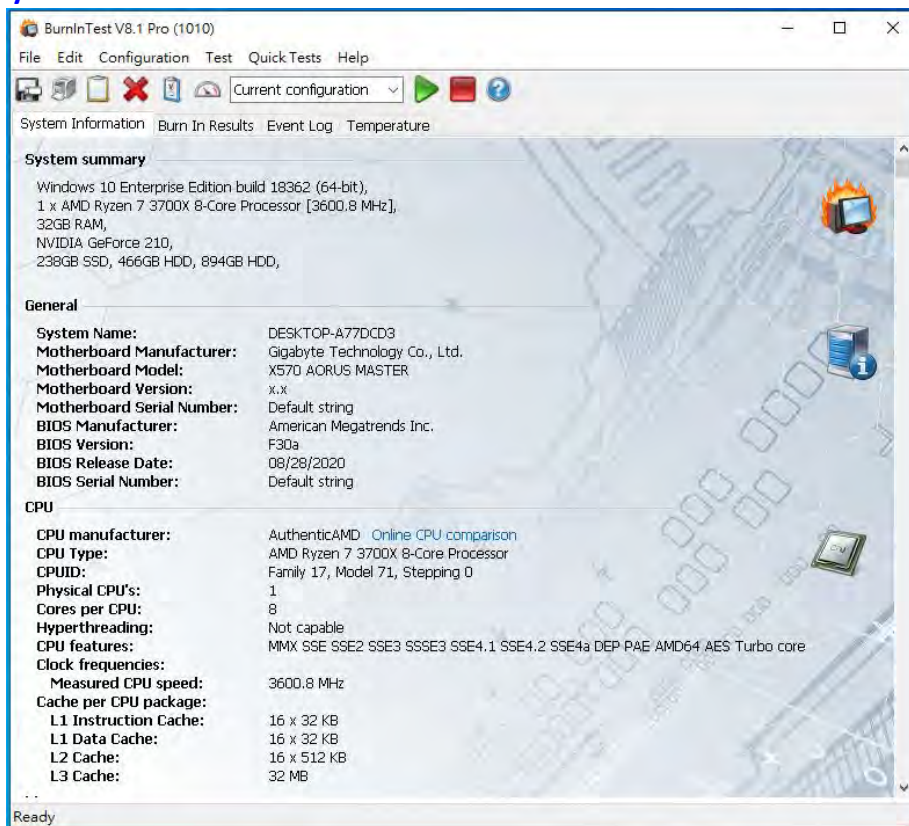 BurnInTest V8.1 Pro (1010)
File Edit Configuration Test Quick Tests Help
Current configuration
System Information Burn In Results Event Log Temperature
System summary
Windows 10 Enterprise Edition build 18362 (64-bit),
1 x AMD Ryzen 7 3700X 8-Core Processor [3600.8 MHz],
32GB RAM,
NVIDIA GeForce 210,
238GB SSD, 466GB HDD, 894GB HDD,
General
System Name: DESKTOP-A77DCD3
Motherboard Manufacturer: Gigabyte Technology Co., Ltd.
Motherboard Model: X570 AORUS MASTER
Motherboard Version: x.x
Motherboard Serial Number: Default string
BIOS Manufacturer: American Megatrends Inc.
BIOS Version: F30a
BIOS Release Date: 08/28/2020
BIOS Serial Number: Default string
CPU
CPU manufacturer: AuthenticAMD Online CPU comparison
CPU Type: AMD Ryzen 7 3700X 8-Core Processor
CPUID: Family 17, Model 71, Stepping 0
Physical CPU's: 1
Cores per CPU: 8
Hyperthreading: Not capable
CPU features: MMX SSE SSE2 SSE3 SSSE3 SSE4.1 SSE4.2 SSE4a DEP PAE AMD64 AES Turbo core
Clock frequencies:
Measured CPU speed: 3600.8 MHz
Cache per CPU package:
L1 Instruction Cache: 16 x 32 KB
L1 Data Cache: 16 x 32 KB
L2 Cache: 16 x 512 KB
L3 Cache: 32 MB
Ready